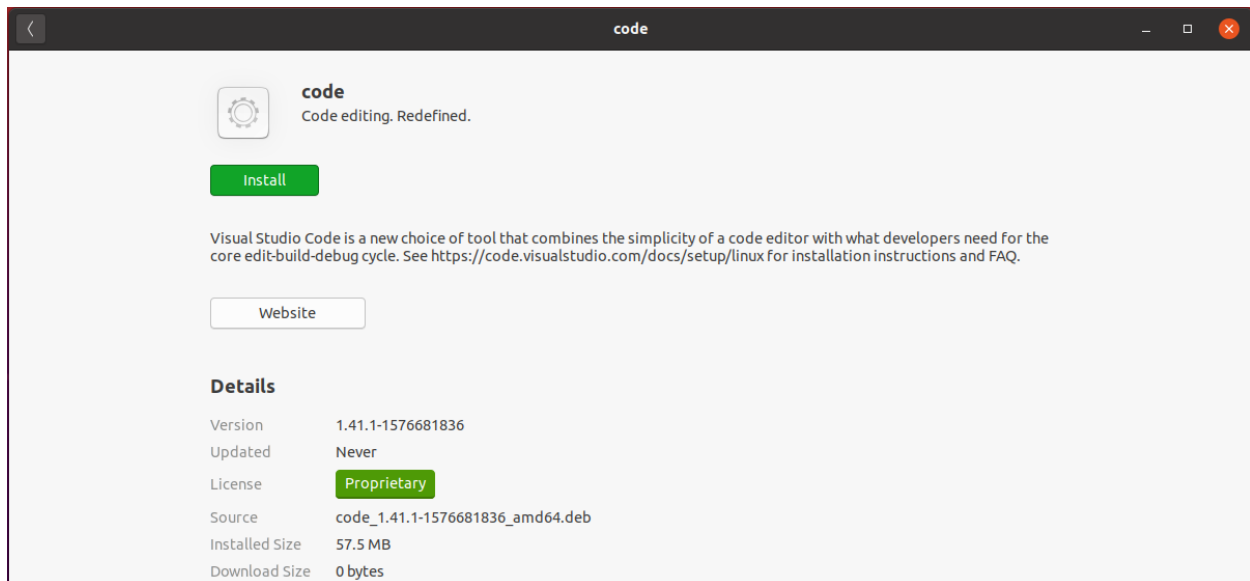 code
code
Code editing. Redefined.
Install
Visual Studio Code is a new choice of tool that combines the simplicity of a code editor with what developers need for the
core edit-build-debug cycle. See https://code.visualstudio.com/docs/setup/linux for installation instructions and FAQ.
Website
Details
Version 1.41.1-1576681836
Updated Never
License Proprietary
Source code_1.41.1-1576681836_amd64.deb
Installed Size 57.5 MB
Download Size 0 bytes